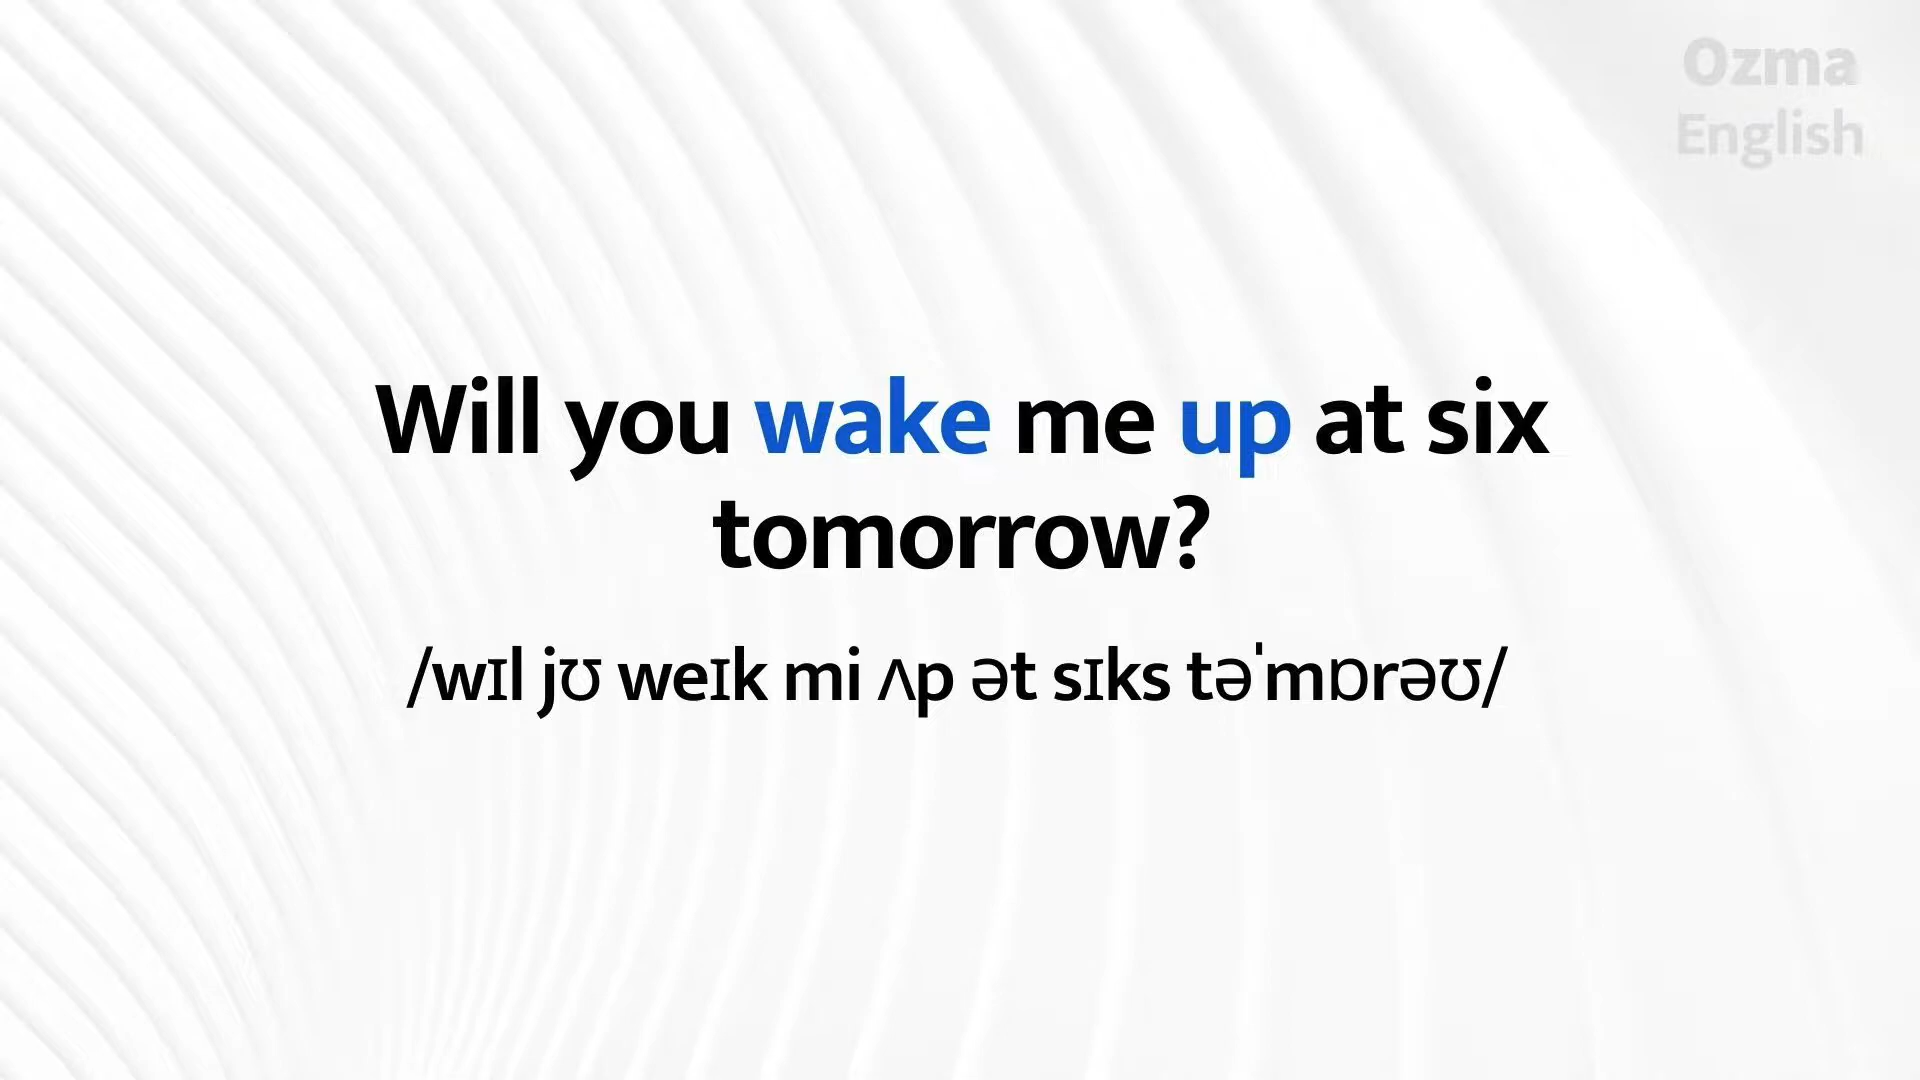 Ozma
English
Will you wake me up at six
tomorrow?
/wɪl jʊ weɪk mi ʌp ət sɪks təˈmɒrəʊ/